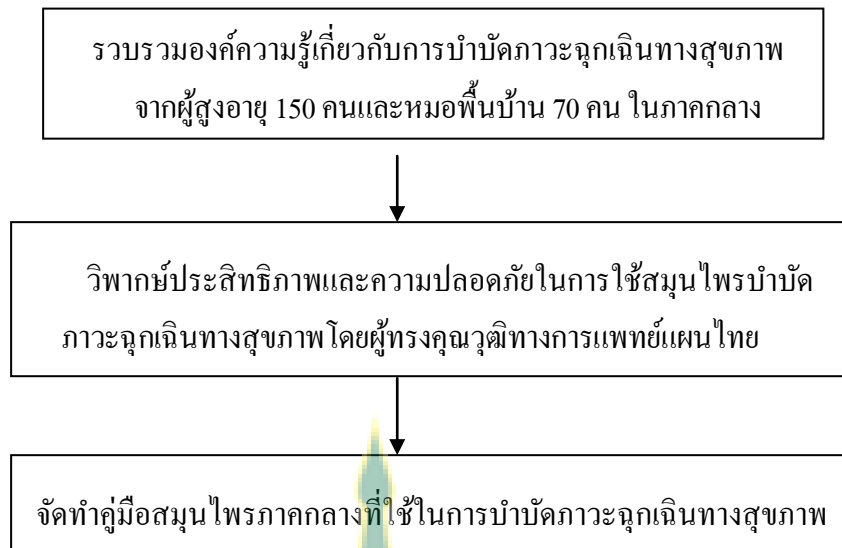 รวบรวมองค์ความรู้เกี่ยวกับการบำบัดภาวะฉุกเฉินทางสุขภาพ
จากผู้สูงอายุ 150 คนและหมอพื้นบ้าน 70 คน ในภาคกลาง
วิพากษ์ประสิทธิภาพและความปลอดภัยในการใช้สมุนไพรบำบัด
ภาวะฉุกเฉินทางสุขภาพโดยผู้ทรงคุณวุฒิทางการแพทย์แผนไทย
จัดทำคู่มือสมุนไพรภาคกลางที่ใช้ในการบำบัดภาวะฉุกเฉินทางสุขภาพ